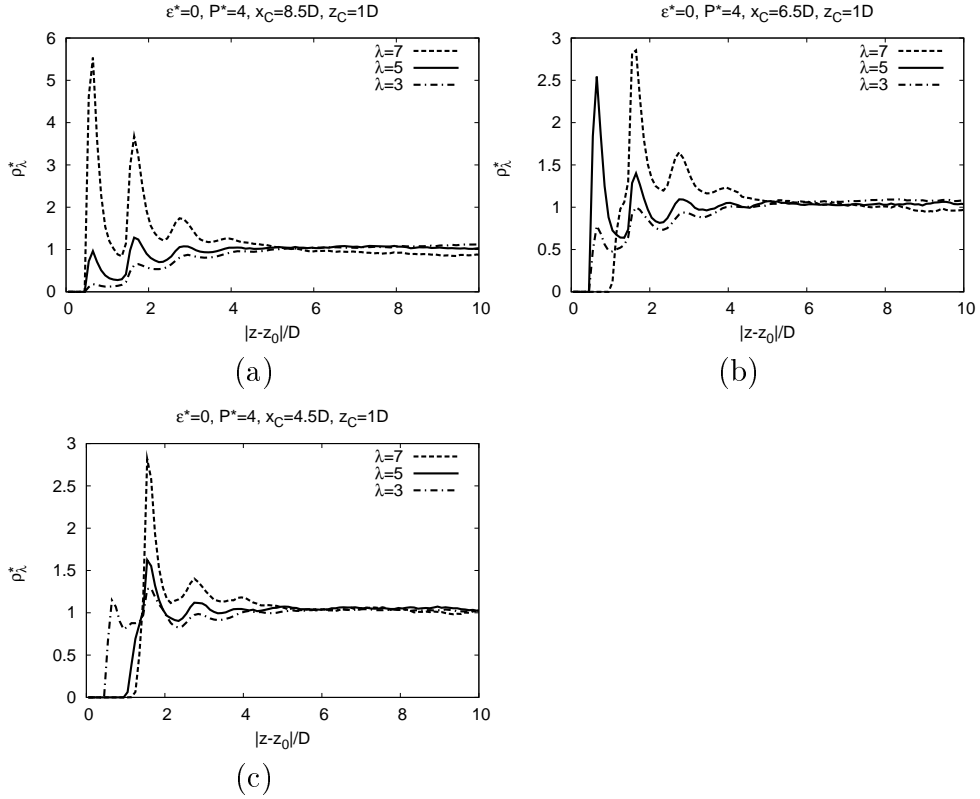 ε*=0, P*=4, x_C=8.5D, z_C=1D
6
5
4
3
2
1
0
0 2 4 6 8 10
ρ*_λ
|z-z_0|/D
λ=7
λ=5
λ=3
(a)
ε*=0, P*=4, x_C=6.5D, z_C=1D
3
2.5
2
1.5
1
0.5
0
0 2 4 6 8 10
ρ*_λ
|z-z_0|/D
λ=7
λ=5
λ=3
(b)
ε*=0, P*=4, x_C=4.5D, z_C=1D
3
2.5
2
1.5
1
0.5
0
0 2 4 6 8 10
ρ*_λ
|z-z_0|/D
λ=7
λ=5
λ=3
(c)